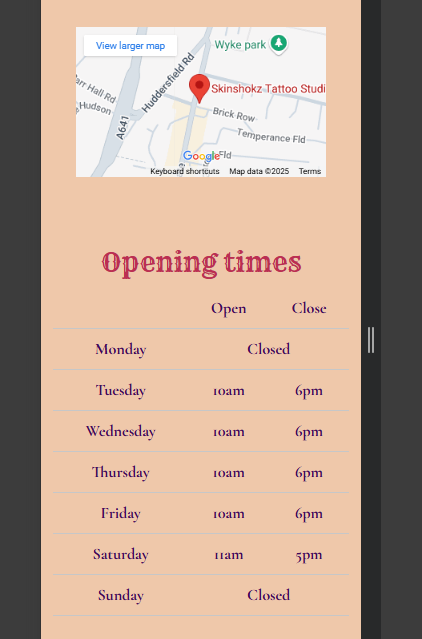 View larger map
Wyke park
Skinshokz Tattoo Studi
Huddersfield Rd
arr Hall Rd
Hudson
A641
Brick Row
Temperance Fld
Fld
Google
Keyboard shortcuts Map data ©2025 Terms
Opening times
Open Close
Monday Closed
Tuesday 10am 6pm
Wednesday 10am 6pm
Thursday 10am 6pm
Friday 10am 6pm
Saturday 11am 5pm
Sunday Closed